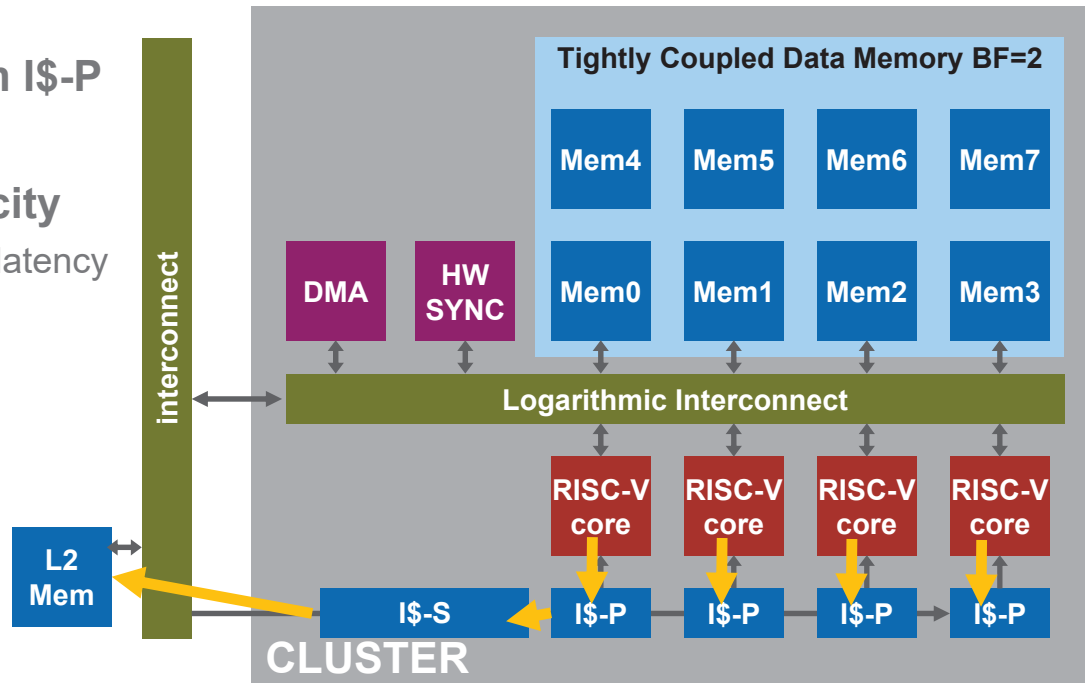 I$-P
city
latency
Tightly Coupled Data Memory BF=2
Mem4
Mem5
Mem6
Mem7
DMA
HW
SYNC
Mem0
Mem1
Mem2
Mem3
interconnect
Logarithmic Interconnect
RISC-V
core
RISC-V
core
RISC-V
core
RISC-V
core
L2
Mem
I$-S
I$-P
I$-P
I$-P
I$-P
CLUSTER